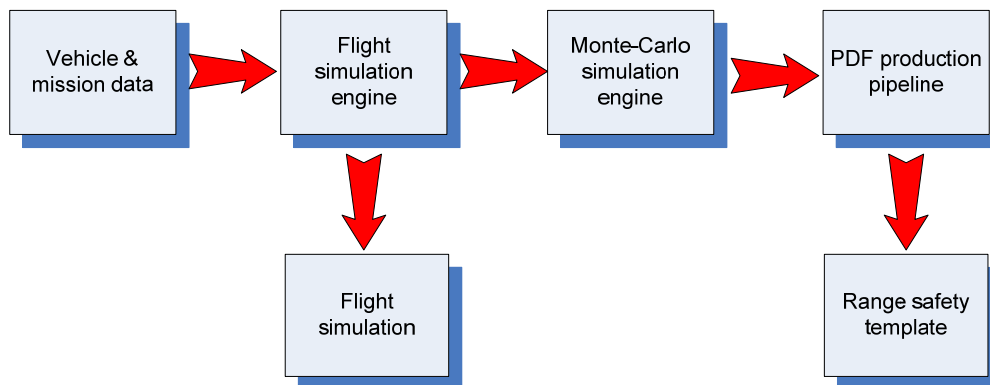 Vehicle &
mission data
Flight
simulation
engine
Monte-Carlo
simulation
engine
PDF production
pipeline
Flight
simulation
Range safety
template